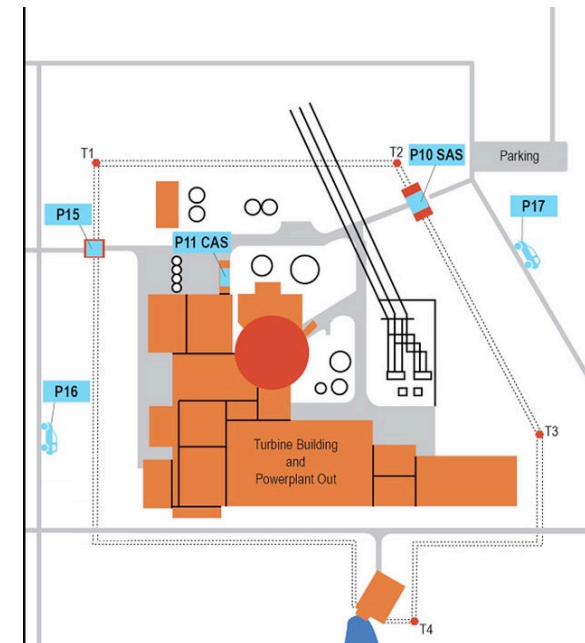 T1
T2
P10 SAS
Parking
P15
P11 CAS
P17
P16
T3
Turbine Building
and
Powerplant Out
T4